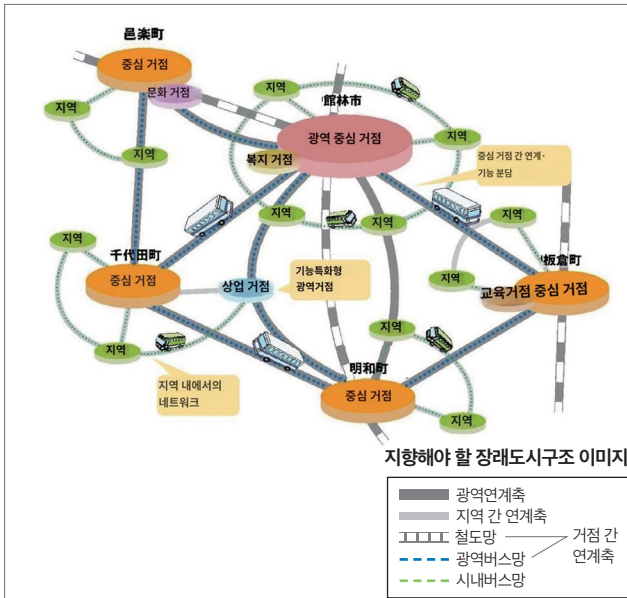 邑楽町
중심 거점
문화 거점
館林市
지역
지역
지역
지역
광역 중심 거점
지역
복지 거점
중심 거점 간 연계·
기능 분담
지역
지역
지역
지역
千代田町
중심 거점
상업 거점
기능특화형
광역거점
板倉町
지역
교육거점 중심 거점
지역
지역
明和町
중심 거점
지역
지역 내에서의
네트워크
지향해야 할 장래도시구조 이미지
광역연계축
지역 간 연계축
철도망
거점 간
연계축
광역버스망
시내버스망